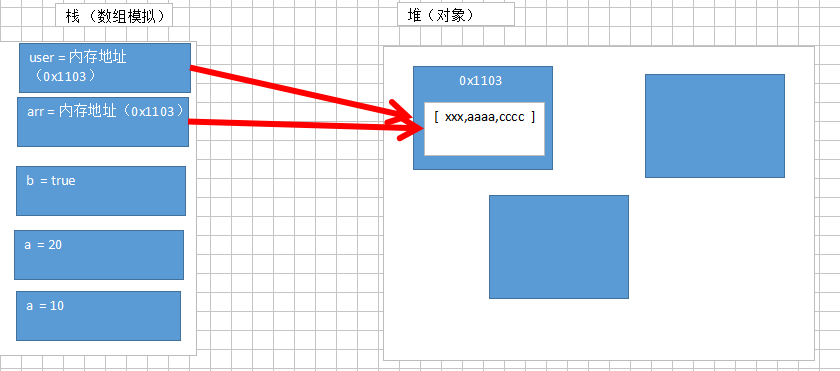 栈（数组模拟）
堆（对象）
user = 内存地址
（0x1103）
arr = 内存地址（0x1103）
b = true
a = 20
a = 10
0x1103
[ xxx,aaaa,cccc ]